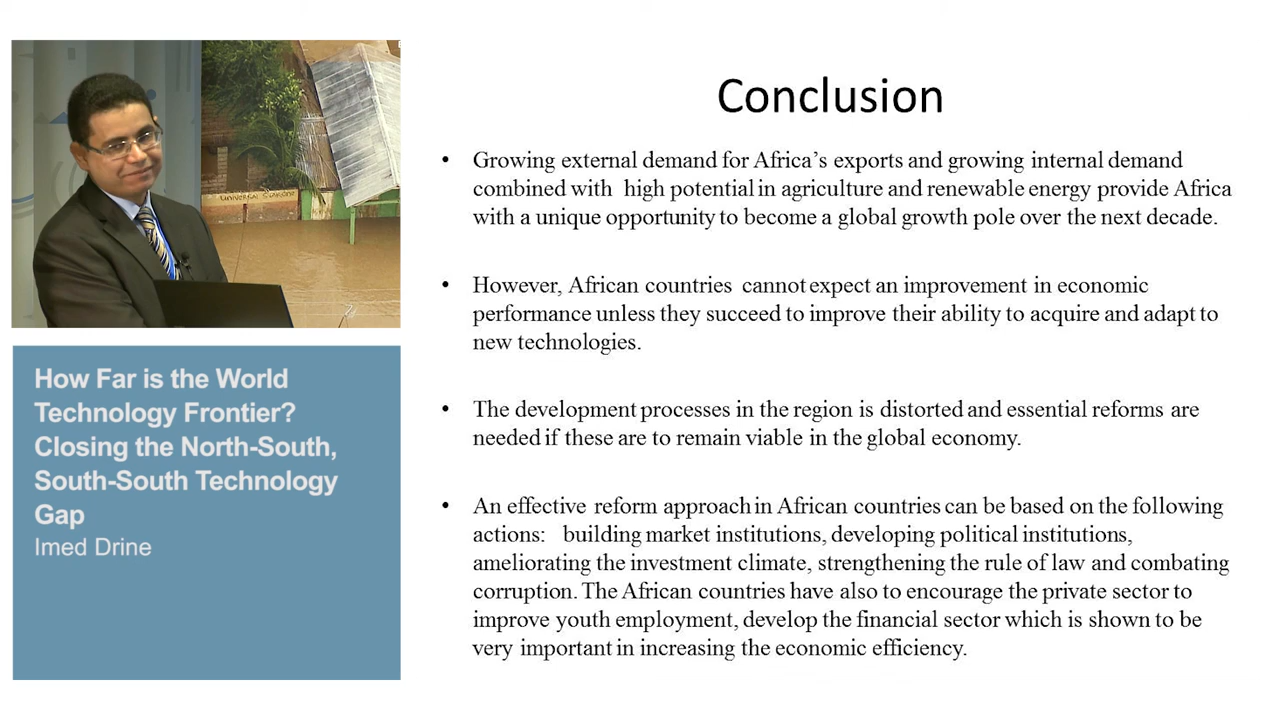 Universal Standard
How Far is the World
Technology Frontier?
Closing the North-South,
South-South Technology
Gap
Imed Drine
Conclusion
• Growing external demand for Africa’s exports and growing internal demand
combined with high potential in agriculture and renewable energy provide Africa
with a unique opportunity to become a global growth pole over the next decade.
• However, African countries cannot expect an improvement in economic
performance unless they succeed to improve their ability to acquire and adapt to
new technologies.
• The development processes in the region is distorted and essential reforms are
needed if these are to remain viable in the global economy.
• An effective reform approach in African countries can be based on the following
actions: building market institutions, developing political institutions,
ameliorating the investment climate, strengthening the rule of law and combating
corruption. The African countries have also to encourage the private sector to
improve youth employment, develop the financial sector which is shown to be
very important in increasing the economic efficiency.